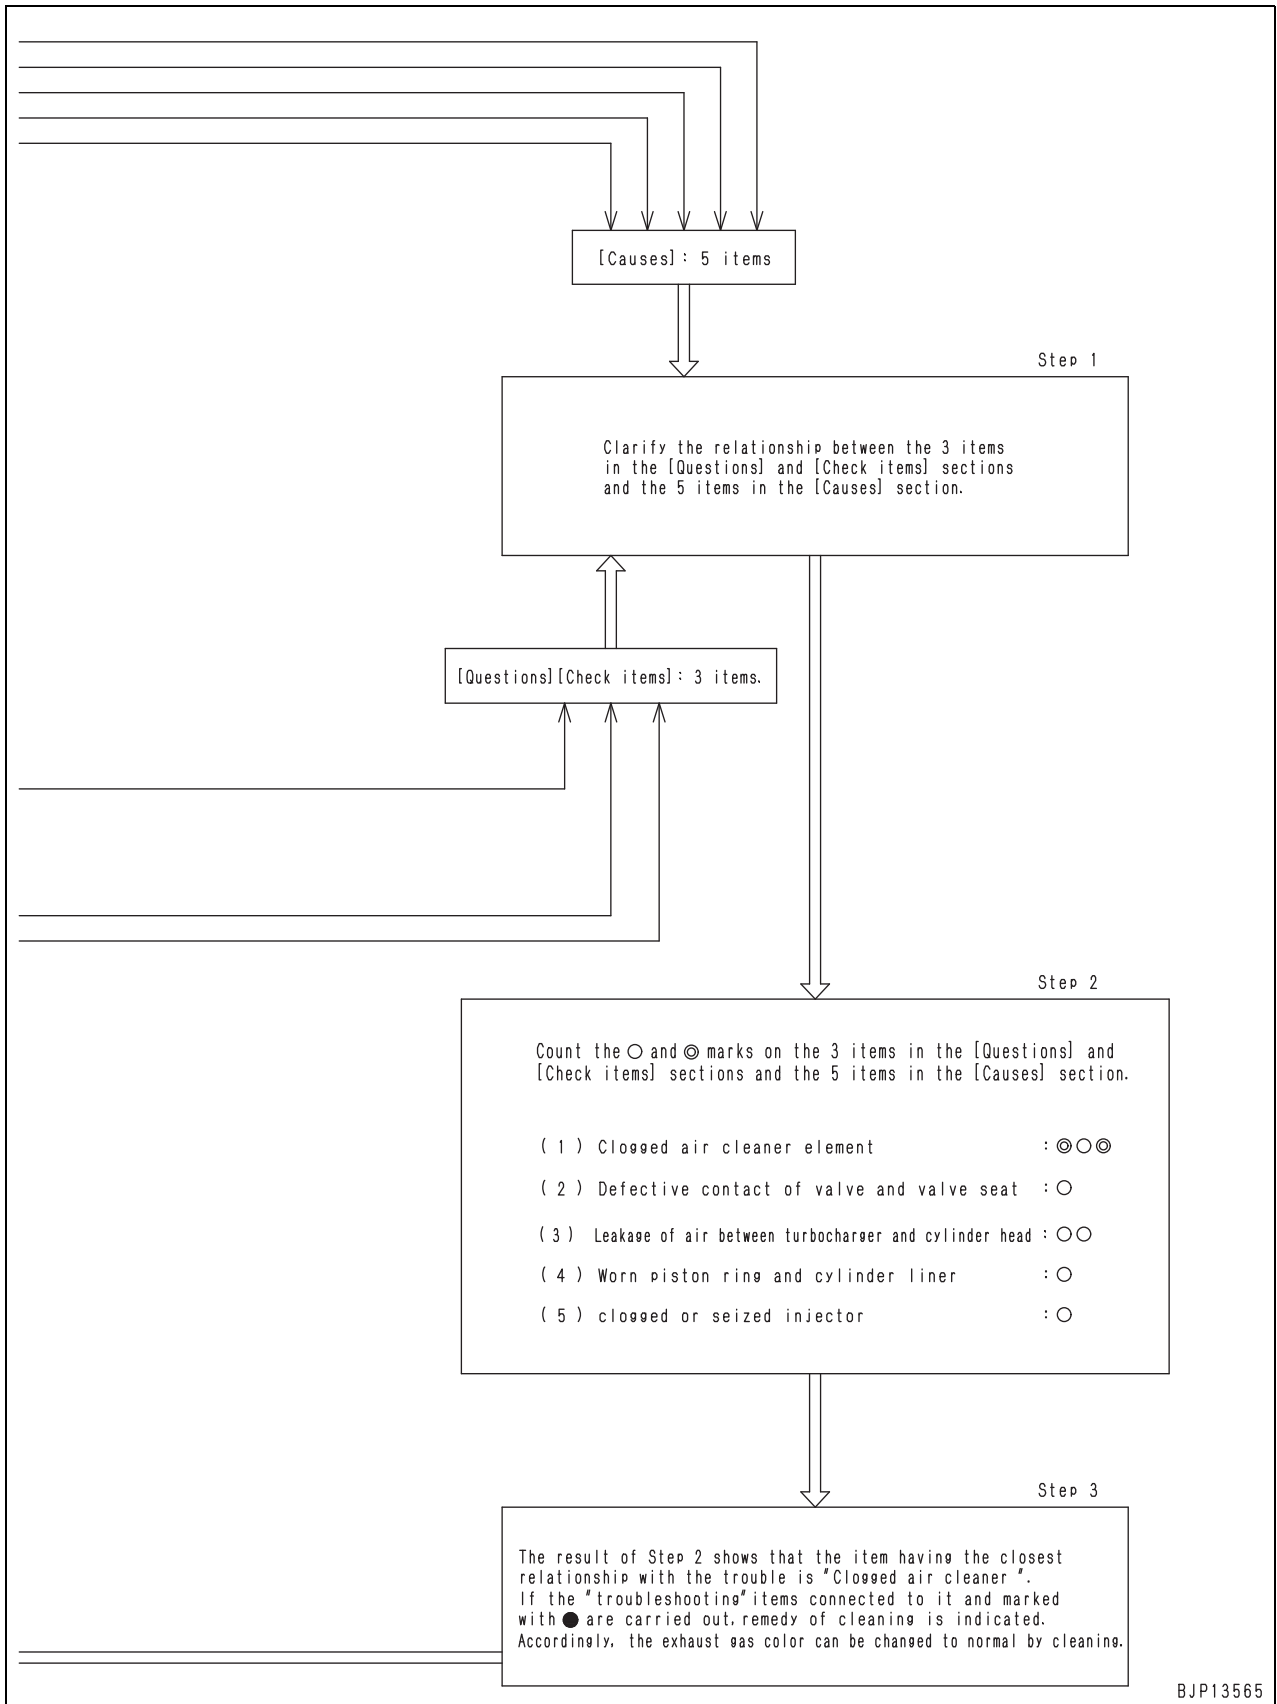 [Causes]: 5 items
Step 1
Clarify the relationship between the 3 items
in the [Questions] and [Check items] sections
and the 5 items in the [Causes] section.
[Questions][Check items]: 3 items.
Step 2
Count the ○ and ◎ marks on the 3 items in the [Questions] and
[Check items] sections and the 5 items in the [Causes] section.
(1) Clogged air cleaner element : ◎○◎
(2) Defective contact of valve and valve seat : ○
(3) Leakage of air between turbocharger and cylinder head : ○○
(4) Worn piston ring and cylinder liner : ○
(5) clogged or seized injector : ○
Step 3
The result of Step 2 shows that the item having the closest
relationship with the trouble is "Clogged air cleaner ".
If the "troubleshooting" items connected to it and marked
with ● are carried out, remedy of cleaning is indicated.
Accordingly, the exhaust gas color can be changed to normal by cleaning.
BJP13565